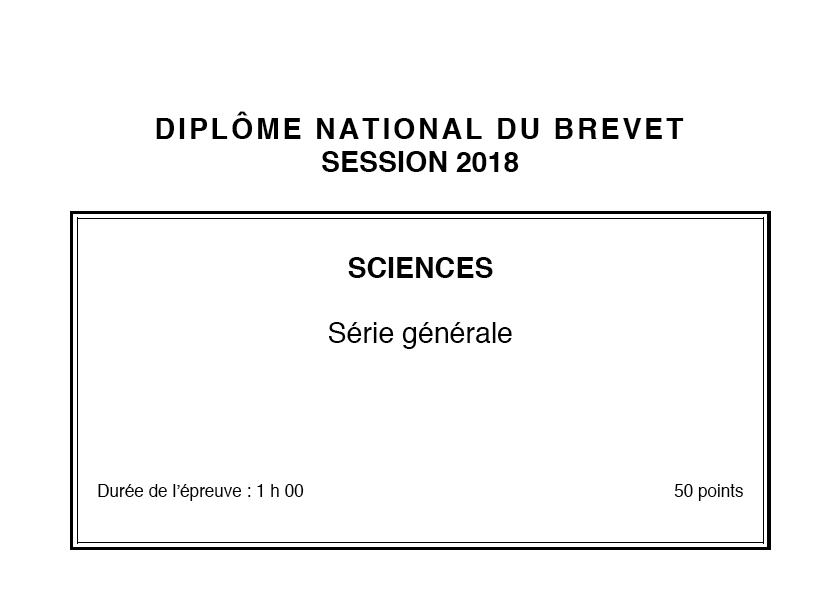 DIPLÔME NATIONAL DU BREVET
SESSION 2018
SCIENCES
Série générale
Durée de l’épreuve : 1 h 00 50 points